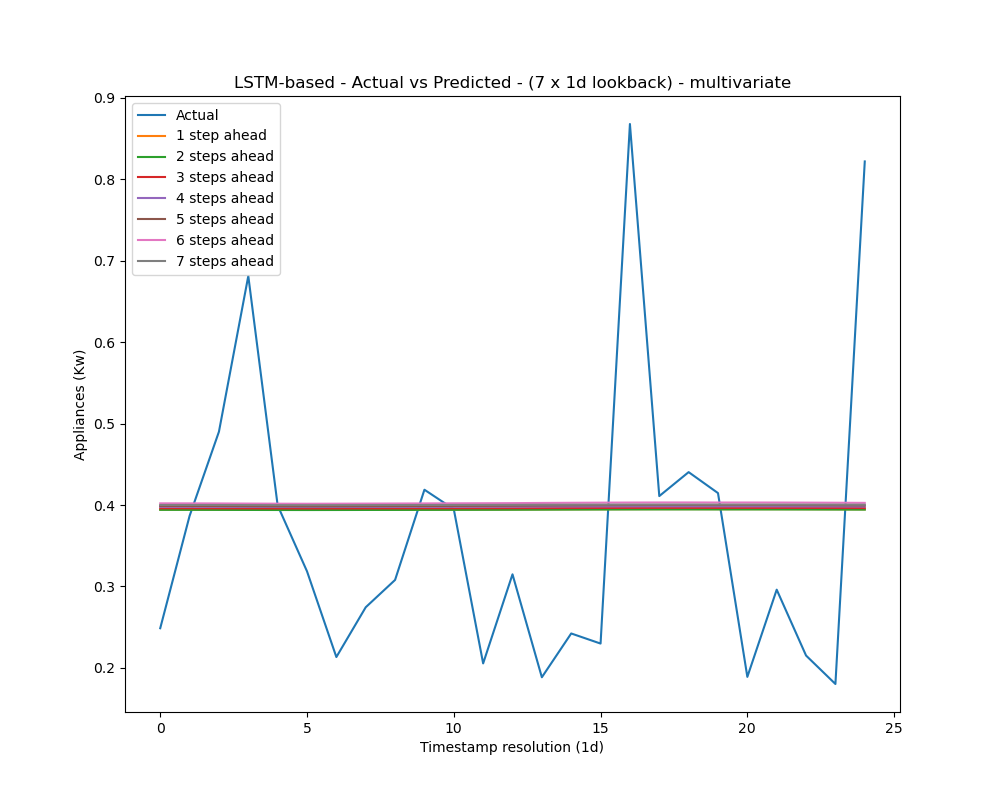 LSTM-based - Actual vs Predicted - (7 x 1d lookback) - multivariate
0.9
0.8
0.7
0.6
0.5
0.4
0.3
0.2
Appliances (Kw)
Actual
1 step ahead
2 steps ahead
3 steps ahead
4 steps ahead
5 steps ahead
6 steps ahead
7 steps ahead
0 5 10 15 20 25
Timestamp resolution (1d)